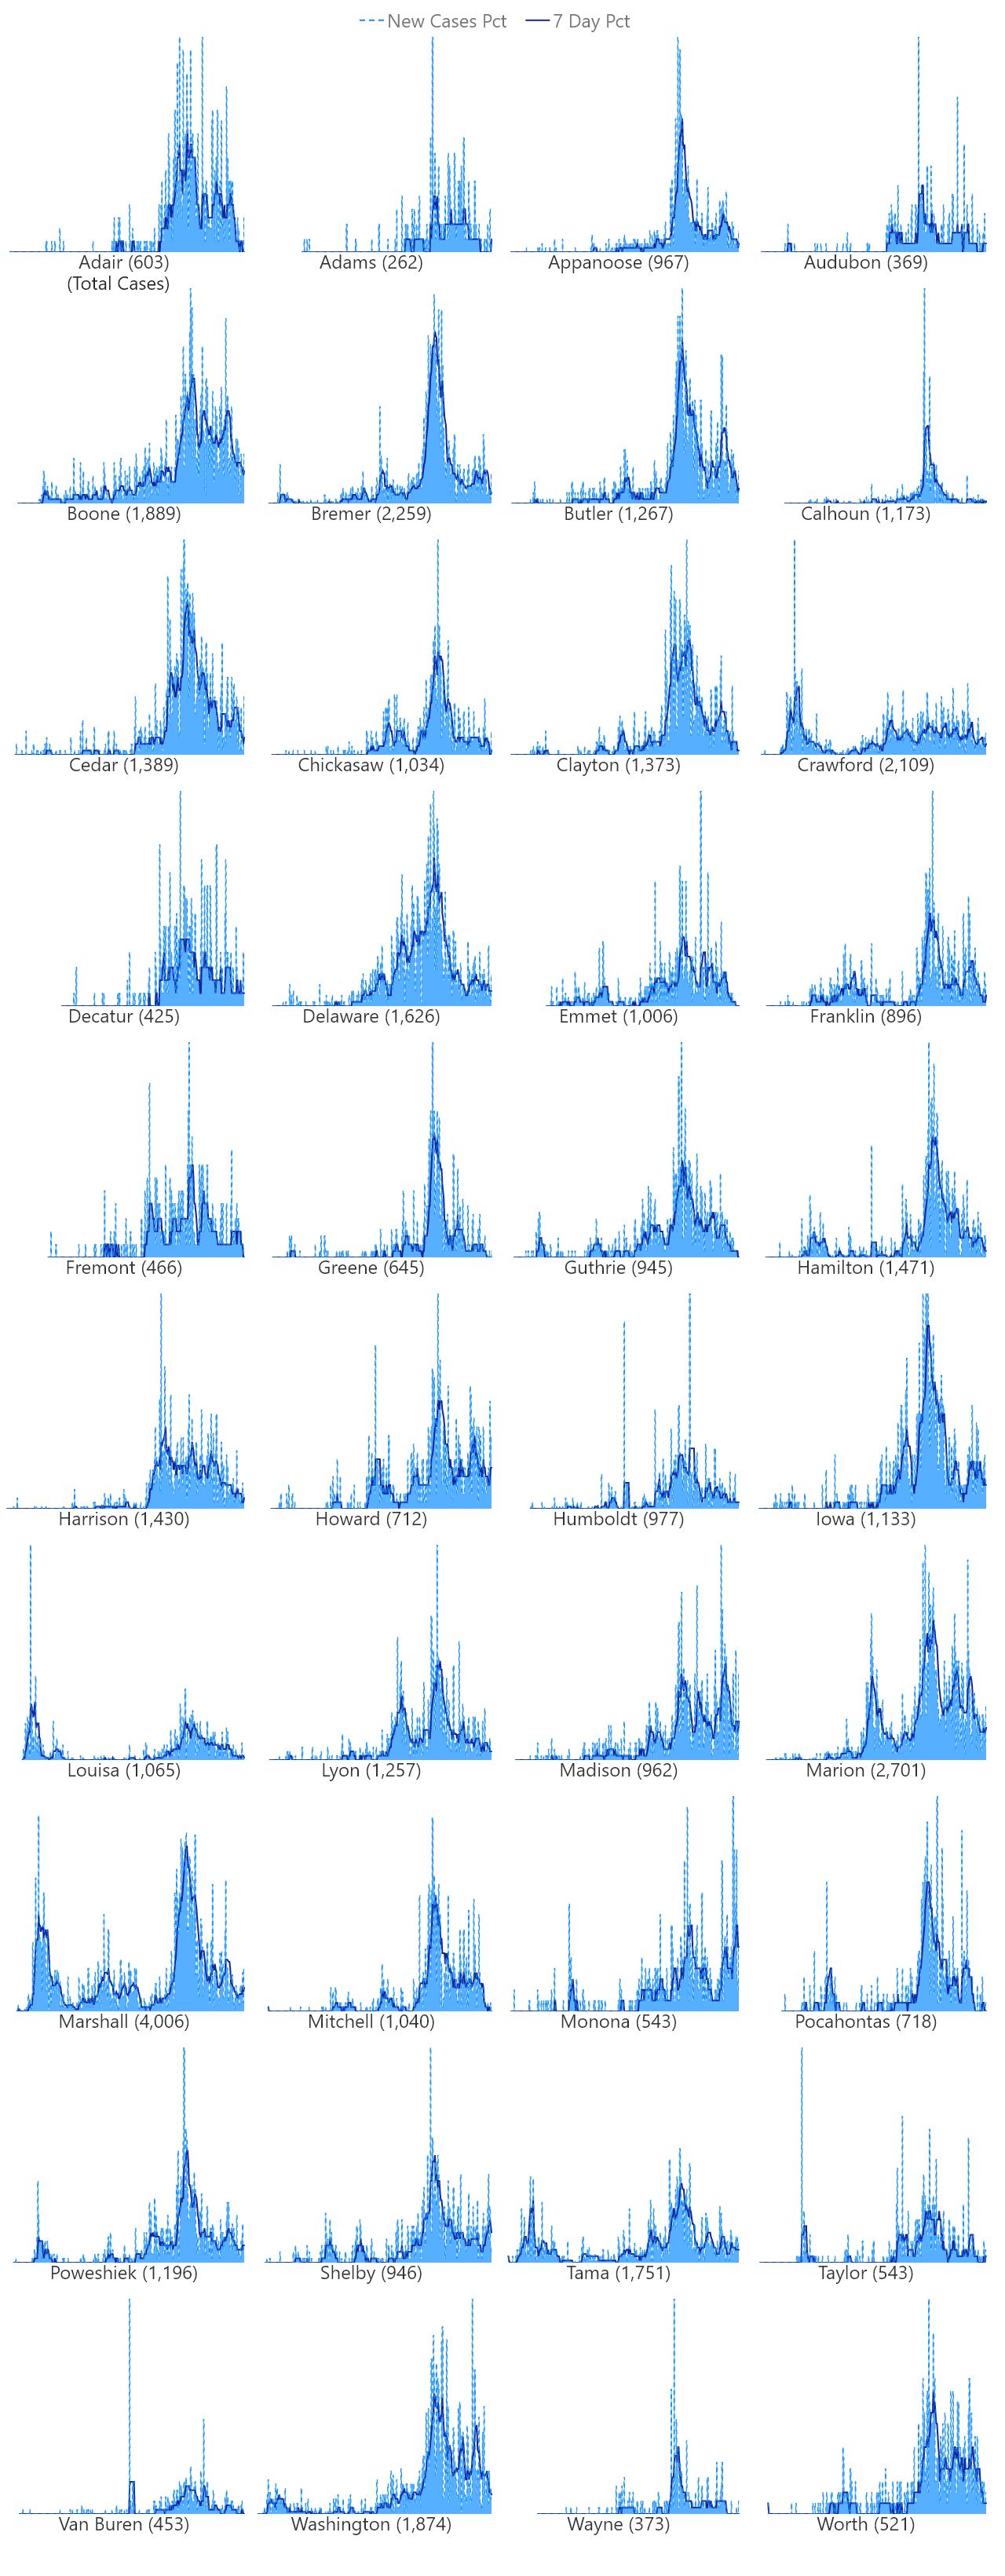 New Cases Pct 7 Day Pct
Adair (603) Adams (262) Appanoose (967) Audubon (369)
(Total Cases)
Boone (1,889) Bremer (2,259) Butler (1,267) Calhoun (1,173)
Cedar (1,389) Chickasaw (1,034) Clayton (1,373) Crawford (2,109)
Decatur (425) Delaware (1,626) Emmet (1,006) Franklin (896)
Fremont (466) Greene (645) Guthrie (945) Hamilton (1,471)
Harrison (1,430) Howard (712) Humboldt (977) Iowa (1,133)
Louisa (1,065) Lyon (1,257) Madison (962) Marion (2,701)
Marshall (4,006) Mitchell (1,040) Monona (543) Pocahontas (718)
Poweshiek (1,196) Shelby (946) Tama (1,751) Taylor (543)
Van Buren (453) Washington (1,874) Wayne (373) Worth (521)